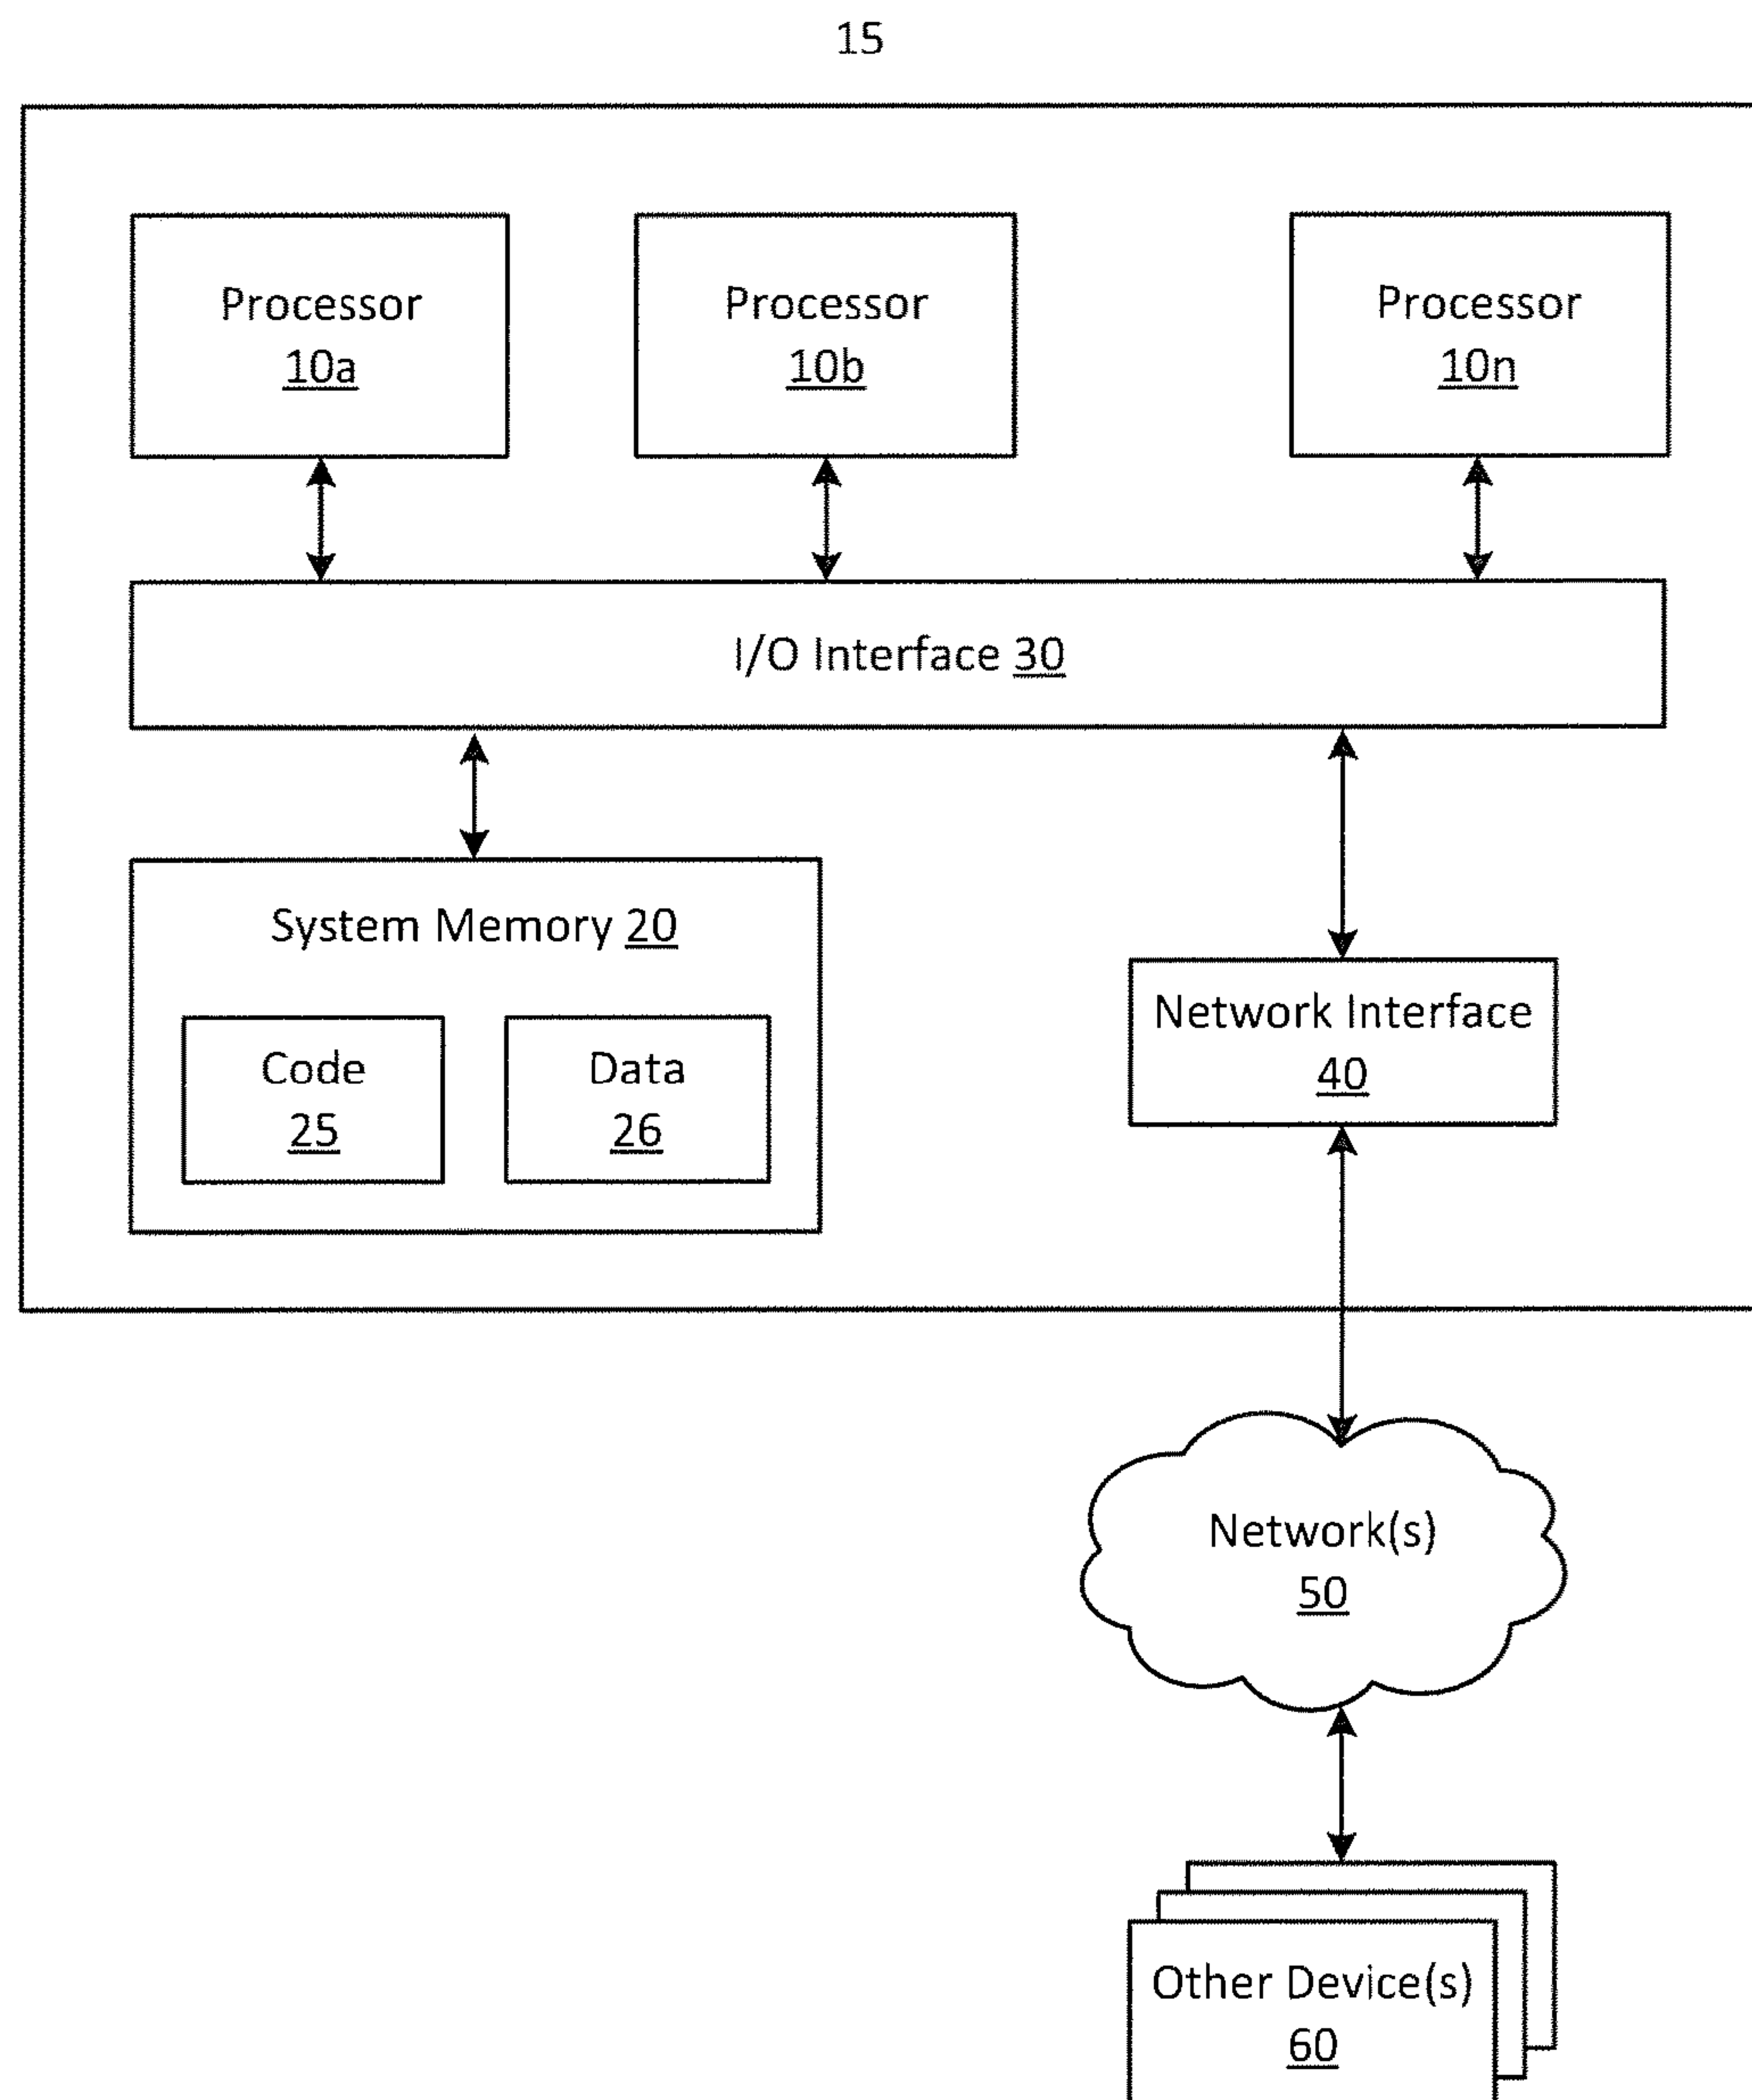 15
Processor
10a
Processor
10b
Processor
10n
I/O Interface 30
System Memory 20
Code
25
Data
26
Network Interface
40
Network(s)
50
Other Device(s)
60